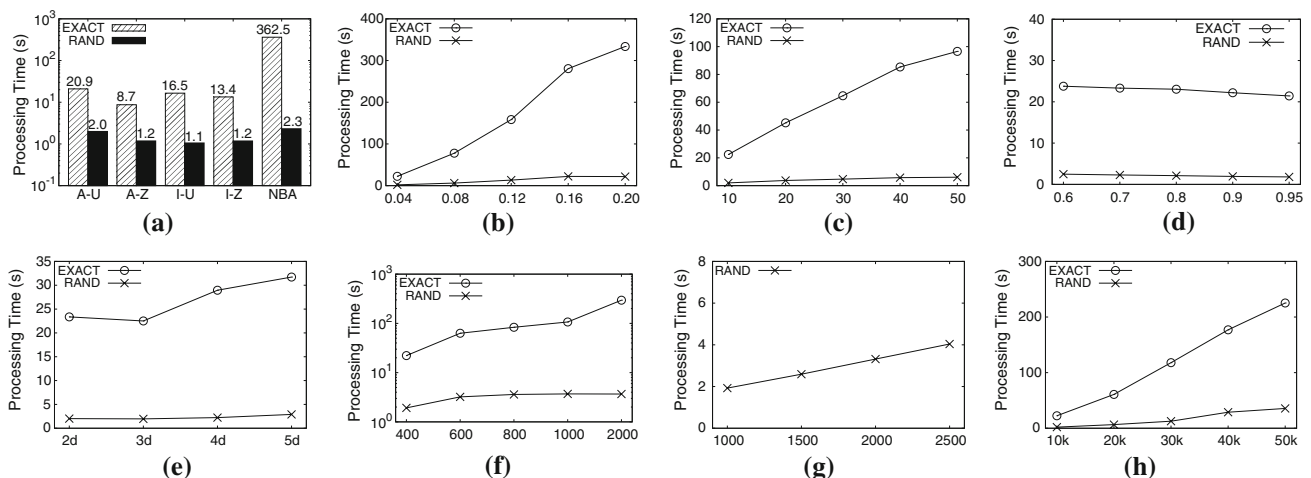 Processing Time (s)
10^3
10^2
10^1
10^0
10^-1
EXACT
RAND
20.9
2.0
8.7
1.2
16.5
1.1
13.4
1.2
362.5
2.3
A-U A-Z I-U I-Z NBA
(a)
Processing Time (s)
400
300
200
100
0
EXACT
RAND
0.04 0.08 0.12 0.16 0.20
(b)
Processing Time (s)
120
100
80
60
40
20
0
EXACT
RAND
10 20 30 40 50
(c)
Processing Time (s)
40
30
20
10
0
EXACT
RAND
0.6 0.7 0.8 0.9 0.95
(d)
Processing Time (s)
35
30
25
20
15
10
5
0
EXACT
RAND
2d 3d 4d 5d
(e)
Processing Time (s)
10^3
10^2
10^1
10^0
EXACT
RAND
400 600 800 1000 2000
(f)
Processing Time (s)
8
6
4
2
0
RAND
1000 1500 2000 2500
(g)
Processing Time (s)
300
200
100
0
EXACT
RAND
10k 20k 30k 40k 50k
(h)